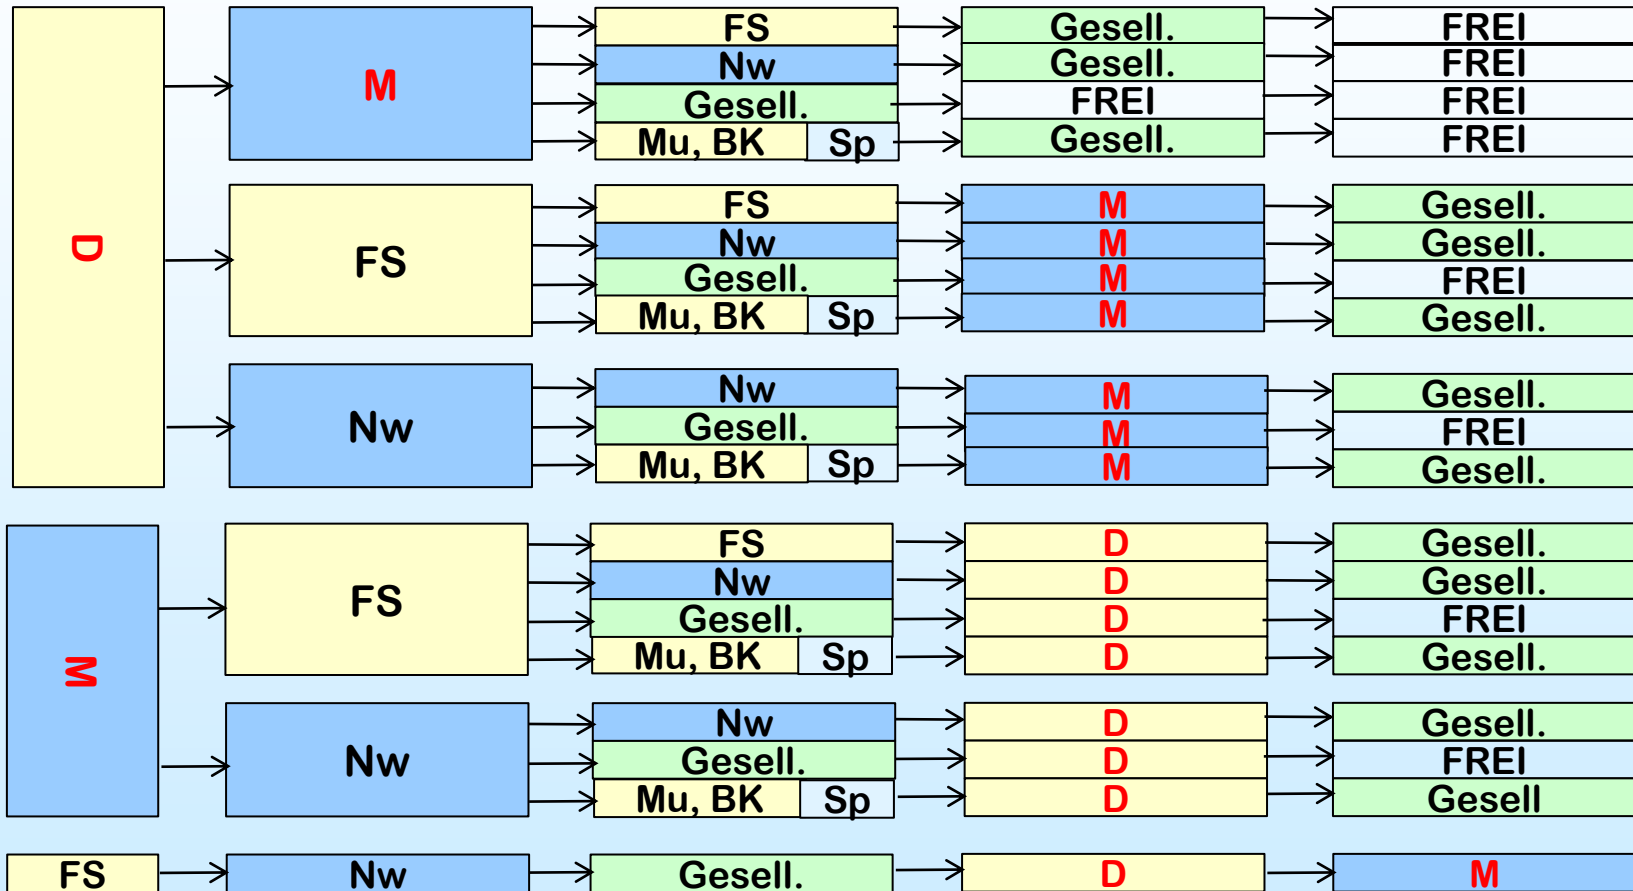 FS Gesell. FREI
M Nw Gesell. FREI
Gesell. FREI FREI
Mu, BK Sp Gesell. FREI
FS M Gesell.
D FS Nw M Gesell.
Gesell. M FREI
Mu, BK Sp M Gesell.
Nw M Gesell.
Nw Gesell. M FREI
Mu, BK Sp M Gesell.
FS D Gesell.
FS Nw D Gesell.
Gesell. D FREI
M Mu, BK Sp D Gesell.
Nw D Gesell.
Nw Gesell. D FREI
Mu, BK Sp D Gesell
FS Nw Gesell. D M